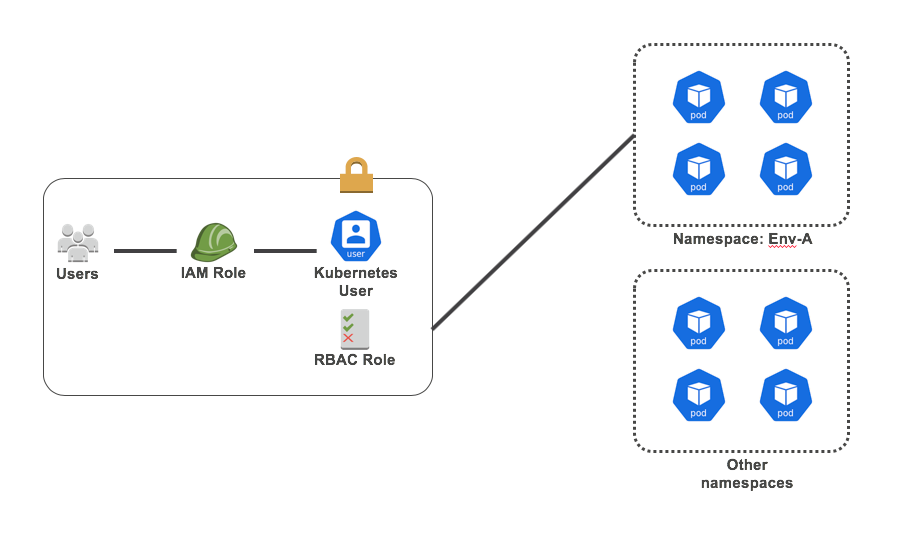 Users
IAM Role
user
Kubernetes
User
RBAC Role
pod
pod
pod
pod
Namespace: Env-A
pod
pod
pod
pod
Other
namespaces